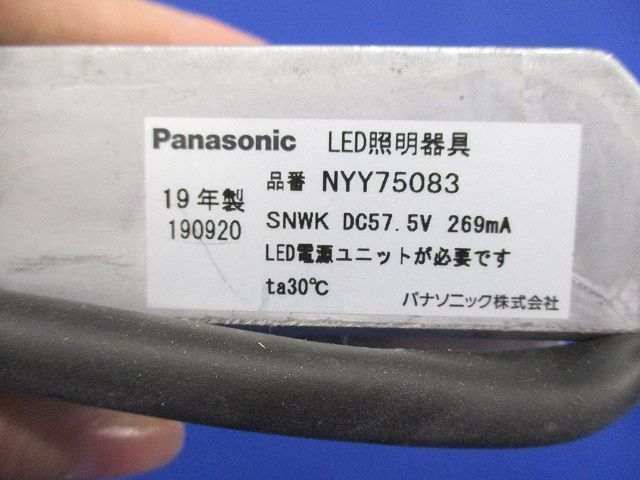 Panasonic LED照明器具
品番 NYY75083
19年製
190920
SNWK DC57.5V 269mA
LED電源ユニットが必要です
ta30℃
パナソニック株式会社